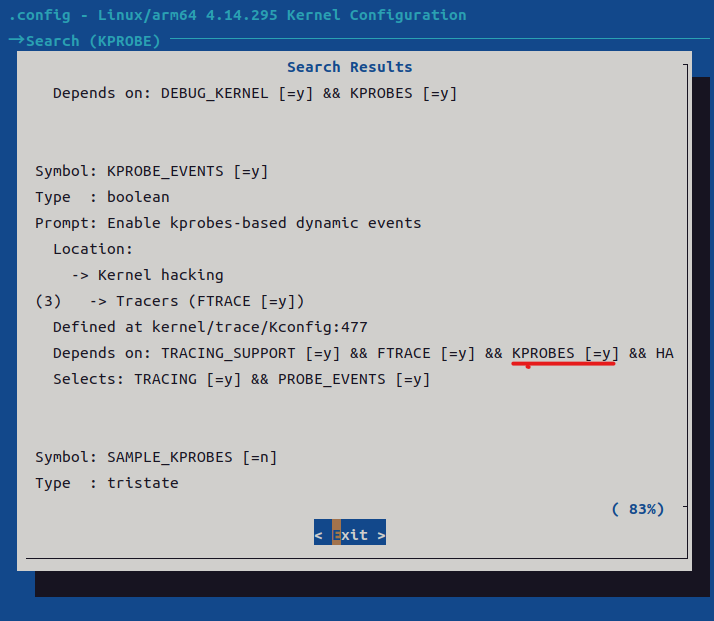 .config - Linux/arm64 4.14.295 Kernel Configuration
→Search (KPROBE)
Search Results
Depends on: DEBUG_KERNEL [=y] && KPROBES [=y]
Symbol: KPROBE_EVENTS [=y]
Type  : boolean
Prompt: Enable kprobes-based dynamic events
Location:
-> Kernel hacking
(3)   -> Tracers (FTRACE [=y])
Defined at kernel/trace/Kconfig:477
Depends on: TRACING_SUPPORT [=y] && FTRACE [=y] && KPROBES [=y] && HA
Selects: TRACING [=y] && PROBE_EVENTS [=y]
Symbol: SAMPLE_KPROBES [=n]
Type  : tristate
( 83%)
< Exit >